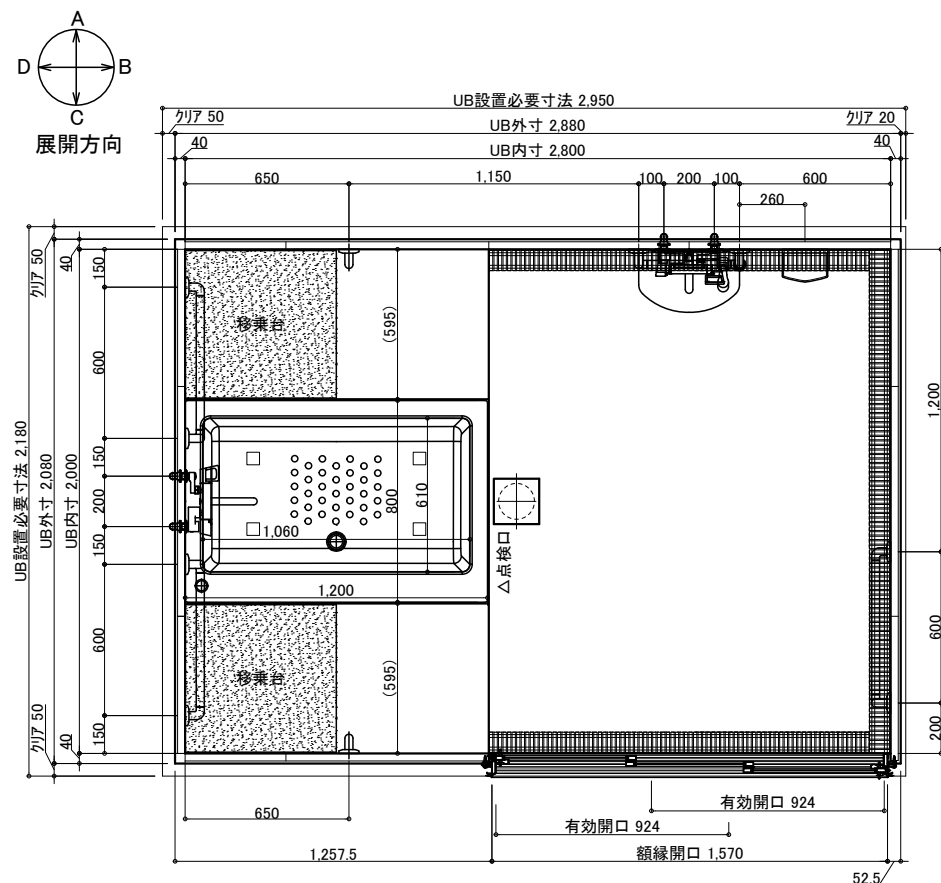 A
D B
C
展開方向
UB設置必要寸法 2,950
クリア 50
UB外寸 2,880
クリア 20
40
UB内寸 2,800
40
650
1,150
100
200
100
600
260
クリア 50
40
150
600
150
200
150
600
150
40
クリア 50
UB設置必要寸法 2,180
UB外寸 2,080
UB内寸 2,000
移乗台
(595)
800
610
1,060
1,200
△点検口
移乗台
(595)
1,200
600
200
650
有効開口 924
有効開口 924
1,257.5
額縁開口 1,570
52.5